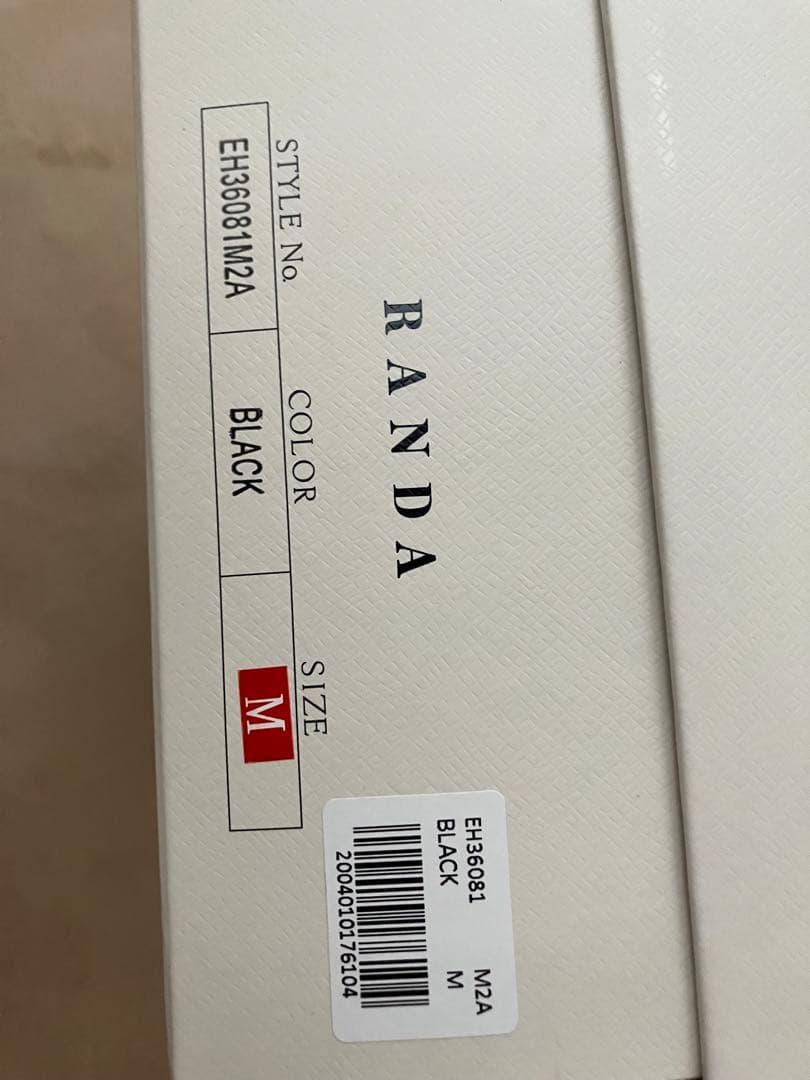 RANDA
STYLE No. COLOR SIZE
EH36081M2A BLACK M
EH36081 M2A
BLACK M
2004010176104